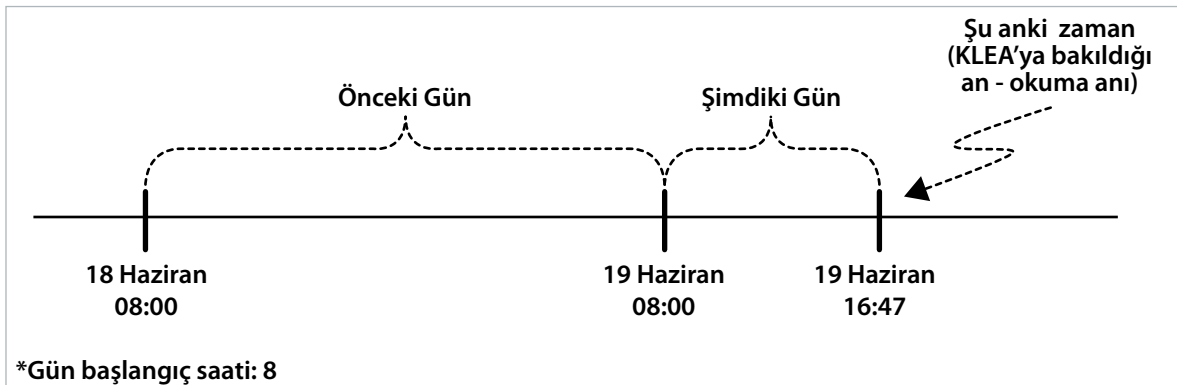 Şu anki zaman
(KLEA'ya bakıldığı
an - okuma anı)
Önceki Gün
Şimdiki Gün
18 Haziran
08:00
19 Haziran
08:00
19 Haziran
16:47
*Gün başlangıç saati: 8